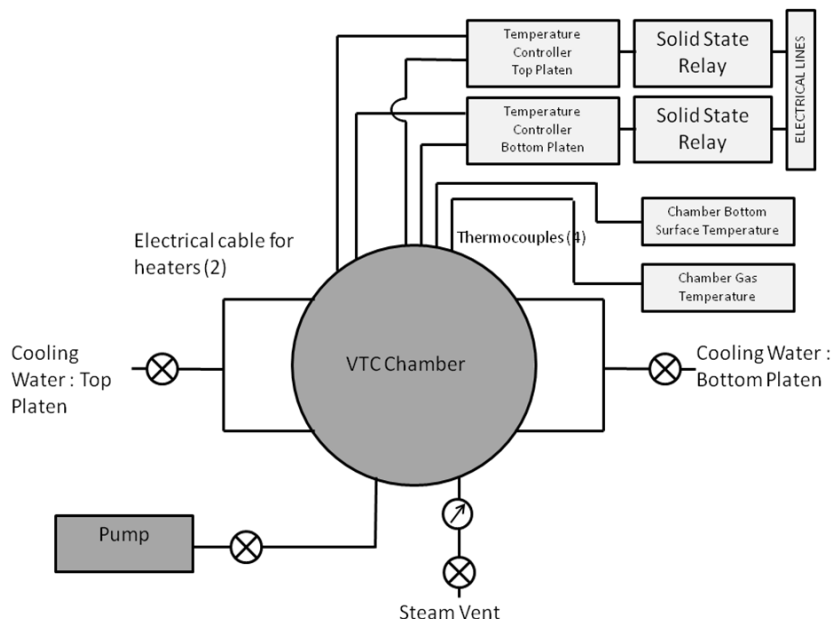 Temperature
Controller
Top Platen
Solid State
Relay
ELECTRICAL LINES
Temperature
Controller
Bottom Platen
Solid State
Relay
Chamber Bottom
Surface Temperature
Thermocouples (4)
Electrical cable for
heaters (2)
Chamber Gas
Temperature
Cooling
Water : Top
Platen
VTC Chamber
Cooling Water :
Bottom Platen
Pump
Steam Vent